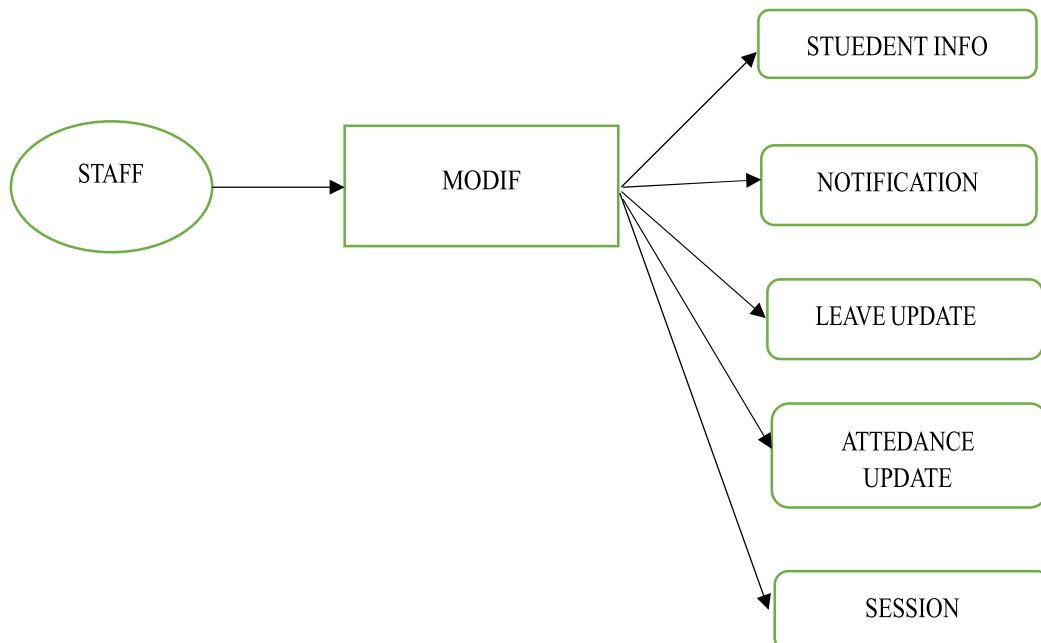 STAFF
MODIF
STUEDENT INFO
NOTIFICATION
LEAVE UPDATE
ATTEDANCE
UPDATE
SESSION